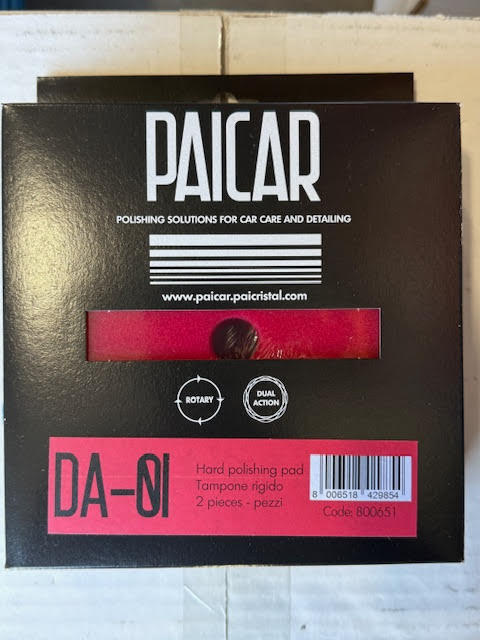 PAICAR
POLISHING SOLUTIONS FOR CAR CARE AND DETAILING
www.paicar.paicristal.com
ROTARY
DUAL
ACTION
DA-01
Hard polishing pad
Tampone rigido
2 pieces - pezzi
8 006518 429854
Code: 800651